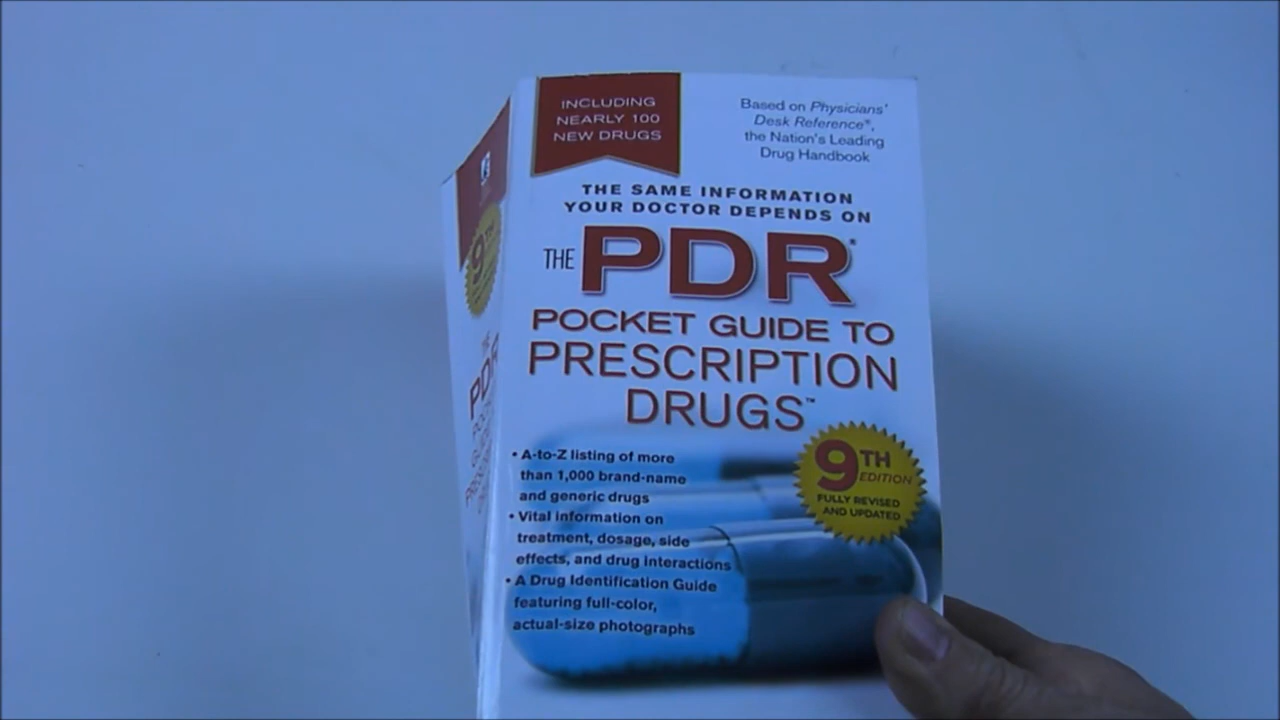 INCLUDING
NEARLY 100
NEW DRUGS
Based on Physicians'
Desk Reference®,
the Nation's Leading
Drug Handbook
THE SAME INFORMATION
YOUR DOCTOR DEPENDS ON
THE PDR®
POCKET GUIDE TO
PRESCRIPTION
DRUGS™
9TH
EDITION
FULLY REVISED
AND UPDATED
• A-to-Z listing of more
than 1,000 brand-name
and generic drugs
• Vital information on
treatment, dosage, side
effects, and drug interactions
• A Drug Identification Guide
featuring full-color,
actual-size photographs
9TH
THE
PDR